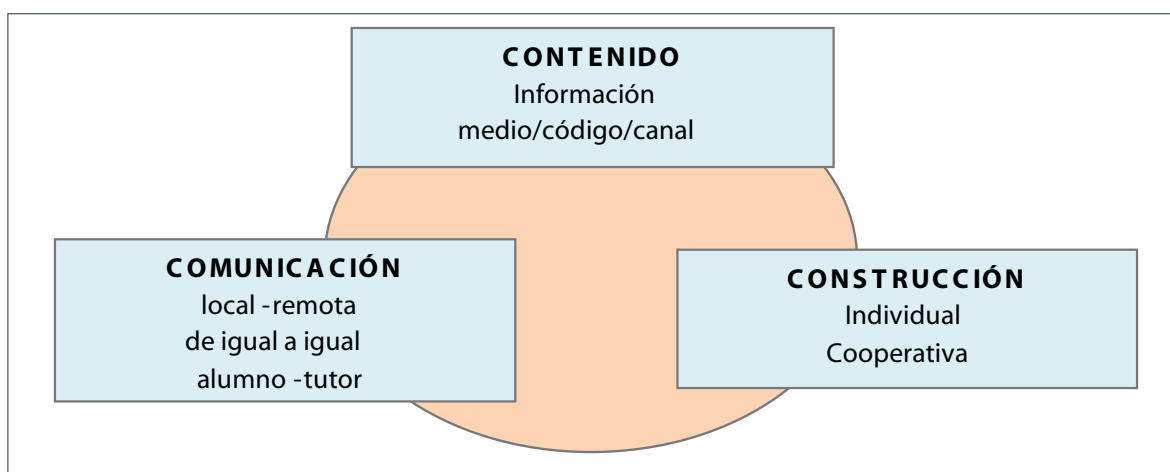 CONTENIDO
Información
medio/código/canal
COMUNICACIÓN
local -remota
de igual a igual
alumno -tutor
CONSTRUCCIÓN
Individual
Cooperativa